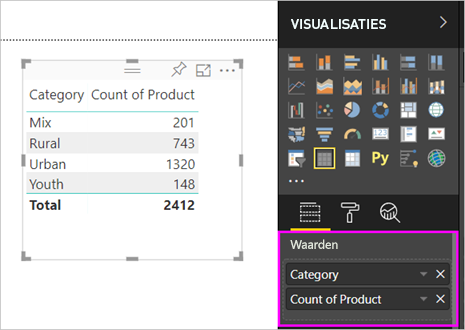 VISUALISATIES
Category Count of Product
Mix 201
Rural 743
Urban 1320
Youth 148
Total 2412
123
Py
Waarden
Category
Count of Product